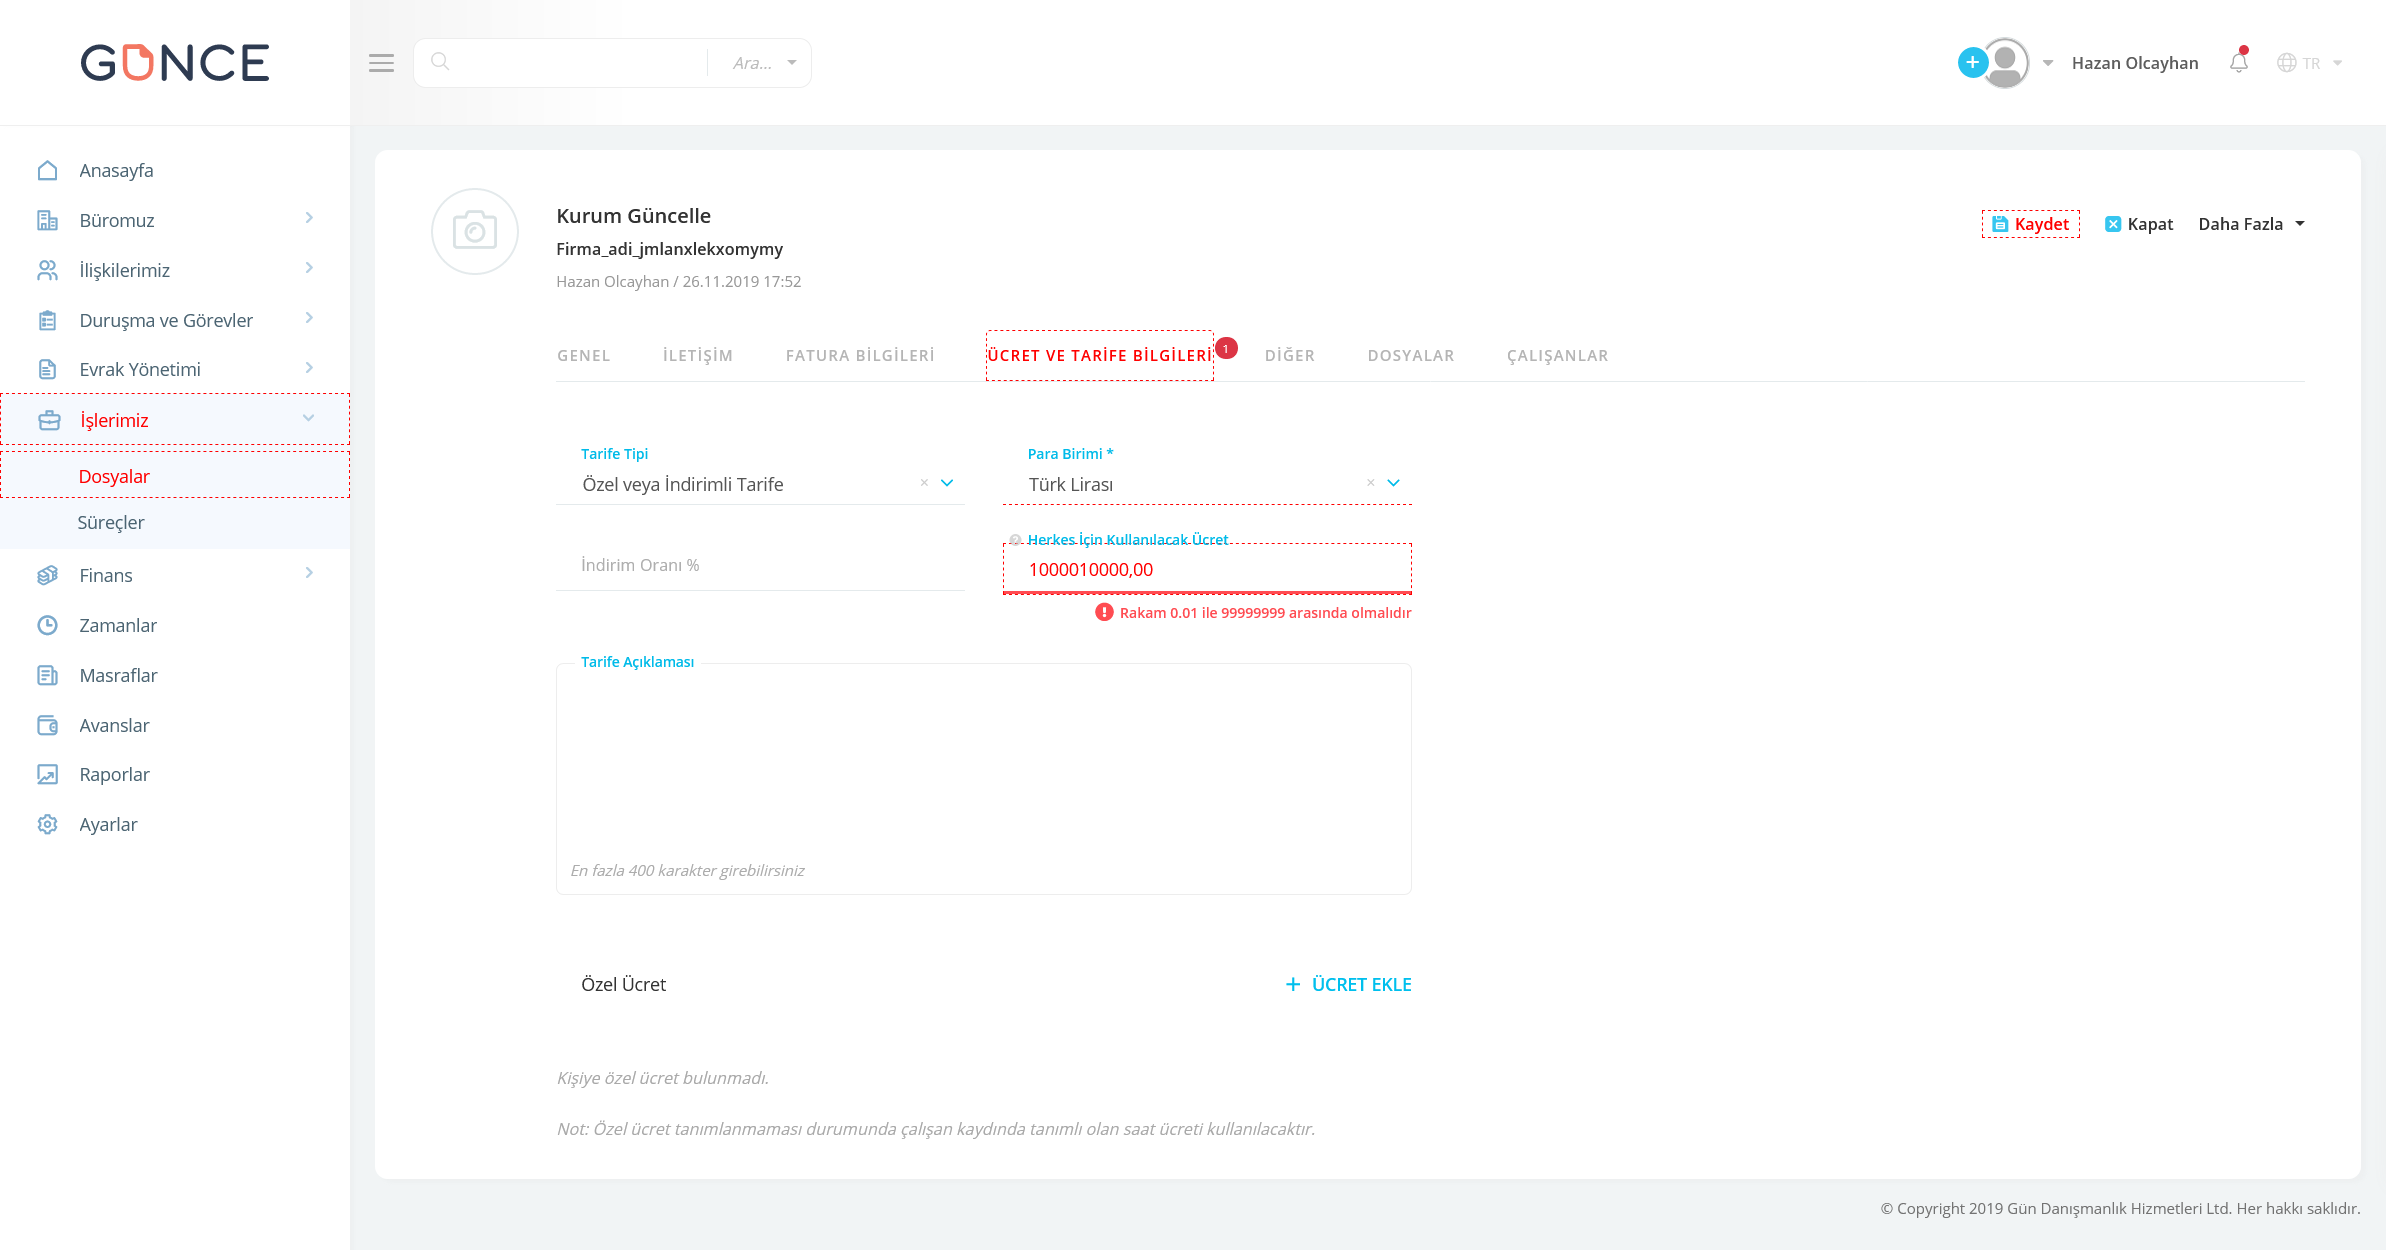 GÜNCE
Ara...
Hazan Olcayhan
TR
Anasayfa
Büromuz
İlişkilerimiz
Duruşma ve Görevler
Evrak Yönetimi
İşlerimiz
Dosyalar
Süreçler
Finans
Zamanlar
Masraflar
Avanslar
Raporlar
Ayarlar
Kurum Güncelle
Firma_adi_jmlanxlekxomymy
Hazan Olcayhan / 26.11.2019 17:52
Kaydet Kapat Daha Fazla
GENEL İLETİŞİM FATURA BİLGİLERİ ÜCRET VE TARİFE BİLGİLERİ 1 DİĞER DOSYALAR ÇALIŞANLAR
Tarife Tipi
Özel veya İndirimli Tarife
Para Birimi *
Türk Lirası
İndirim Oranı %
Herkes İçin Kullanılacak Ücret
1000010000,00
Rakam 0.01 ile 99999999 arasında olmalıdır
Tarife Açıklaması
En fazla 400 karakter girebilirsiniz
Özel Ücret
+ ÜCRET EKLE
Kişiye özel ücret bulunmadı.
Not: Özel ücret tanımlanmaması durumunda çalışan kaydında tanımlı olan saat ücreti kullanılacaktır.
© Copyright 2019 Gün Danışmanlık Hizmetleri Ltd. Her hakkı saklıdır.